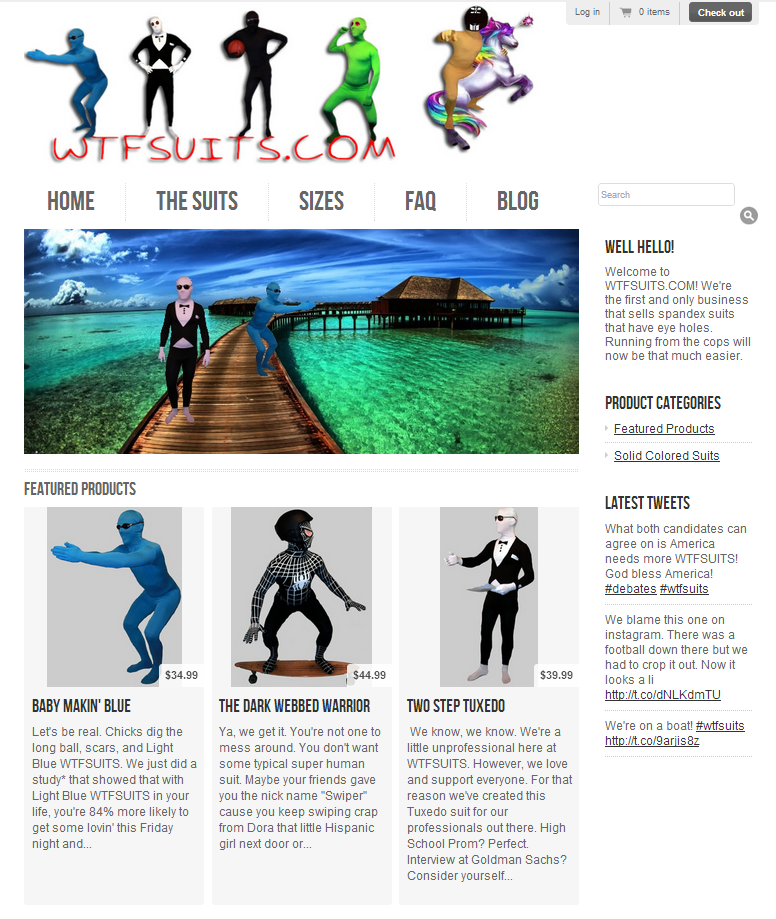 Log in
0 items
Check out
WTFSUITS.COM
HOME
THE SUITS
SIZES
FAQ
BLOG
Search
WELL HELLO!
Welcome to
WTFSUITS.COM! We're
the first and only business
that sells spandex suits
that have eye holes.
Running from the cops will
now be that much easier.
PRODUCT CATEGORIES
Featured Products
Solid Colored Suits
LATEST TWEETS
What both candidates can
agree on is America
needs more WTFSUITS!
God bless America!
#debates #wtfsuits
We blame this one on
instagram. There was a
football down there but we
had to crop it out. Now it
looks a li
http://t.co/dNLKdmTU
We're on a boat! #wtfsuits
http://t.co/9arjis8z
FEATURED PRODUCTS
$34.99
BABY MAKIN' BLUE
Let's be real. Chicks dig the
long ball, scars, and Light
Blue WTFSUITS. We just did a
study* that showed that with
Light Blue WTFSUITS in your
life, you're 84% more likely to
get some lovin' this Friday
night and...
$44.99
THE DARK WEBBED WARRIOR
Ya, we get it. You're not one to
mess around. You don't want
some typical super human
suit. Maybe your friends gave
you the nick name "Swiper"
cause you keep swiping crap
from Dora that little Hispanic
girl next door or...
$39.99
TWO STEP TUXEDO
We know, we know. We're a
little unprofessional here at
WTFSUITS. However, we love
and support everyone. For that
reason we've created this
Tuxedo suit for our
professionals out there. High
School Prom? Perfect.
Interview at Goldman Sachs?
Consider yourself...